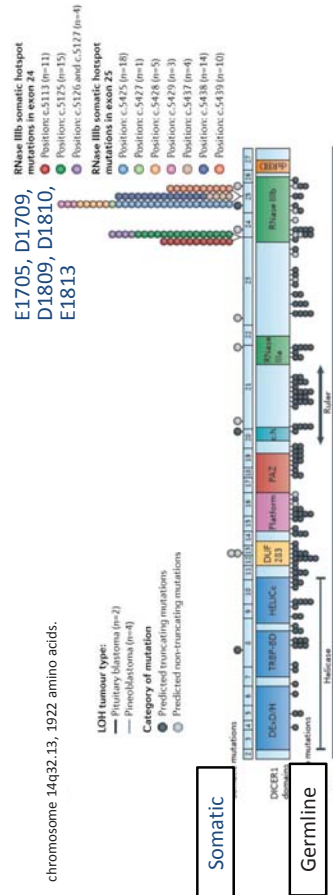 chromosome 14q32.13, 1922 amino acids.
E1705, D1709,
D1809, D1810,
E1813
RNase IIIb somatic hotspot
mutations in exon 24
Position: c.5113 (n=11)
Position: c.5125 (n=15)
Position: c.5126 and c.5127 (n=4)
RNase IIIb somatic hotspot
mutations in exon 25
Position: c.5425 (n=18)
Position: c.5427 (n=1)
Position: c.5428 (n=5)
Position: c.5429 (n=3)
Position: c.5437 (n=4)
Position: c.5438 (n=14)
Position: c.5439 (n=10)
LOH tumour type:
Pituitary blastoma (n=2)
Pineoblastoma (n=4)
Category of mutation
Predicted truncating mutations
Predicted non-truncating mutations
Somatic
mutations
DICER1
domains
DExD/H
TRBP-BD
HELICc
DUF
283
Platform
PAZ
RNase
IIIa
RNase IIIb
Germline
mutations
Helicase
Ruler